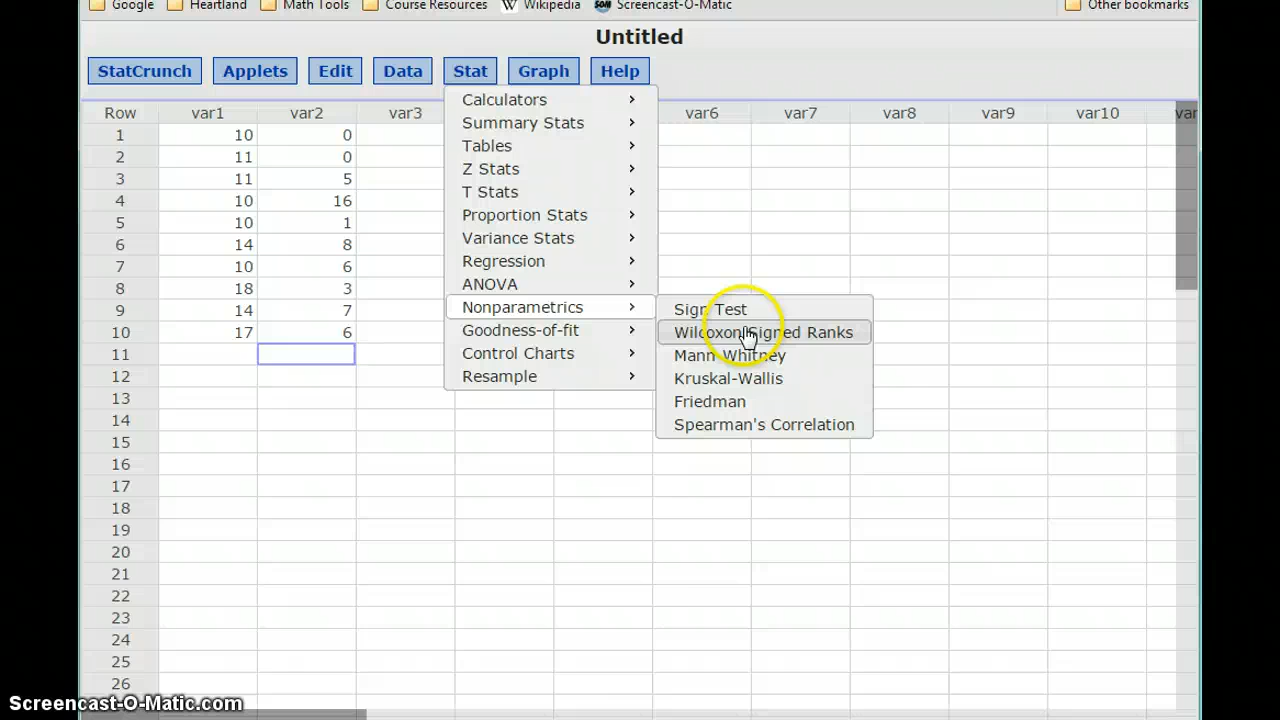 Google Heartland Math Tools Course Resources W Wikipedia SOM Screencast-O-Matic Other bookmarks
Untitled
StatCrunch Applets Edit Data Stat Graph Help
Row var1 var2 var3 var6 var7 var8 var9 var10 var
1 10 0
2 11 0
3 11 5
4 10 16
5 10 1
6 14 8
7 10 6
8 18 3
9 14 7
10 17 6
11
12
13
14
15
16
17
18
19
20
21
22
23
24
25
26
Calculators
Summary Stats
Tables
Z Stats
T Stats
Proportion Stats
Variance Stats
Regression
ANOVA
Nonparametrics
Goodness-of-fit
Control Charts
Resample
Sign Test
Wilcoxon Signed Ranks
Mann-Whitney
Kruskal-Wallis
Friedman
Spearman's Correlation
Screencast-O-Matic.com